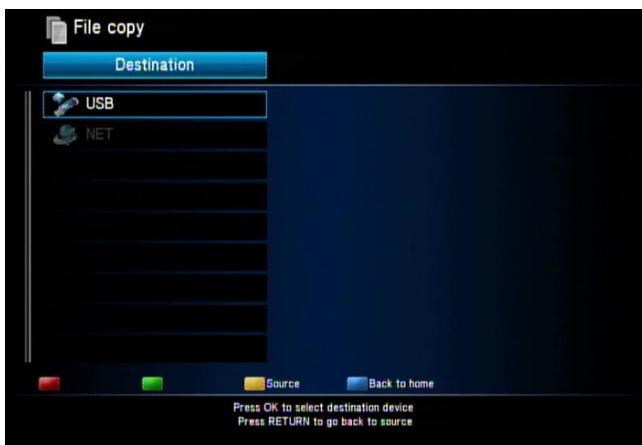 File copy
Destination
USB
NET
Source
Back to home
Press OK to select destination device
Press RETURN to go back to source